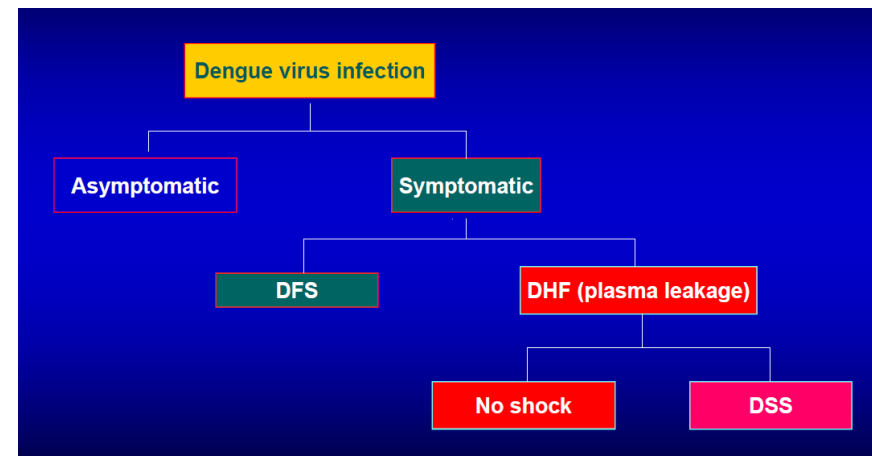 Dengue virus infection
Asymptomatic
Symptomatic
DFS
DHF (plasma leakage)
No shock
DSS